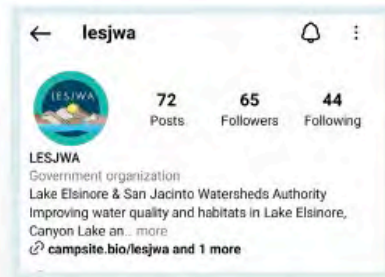 lesjwa
LESJWA
72 65 44
Posts Followers Following
LESJWA
Government organization
Lake Elsinore & San Jacinto Watersheds Authority
Improving water quality and habitats in Lake Elsinore,
Canyon Lake an... more
campsite.bio/lesjwa and 1 more